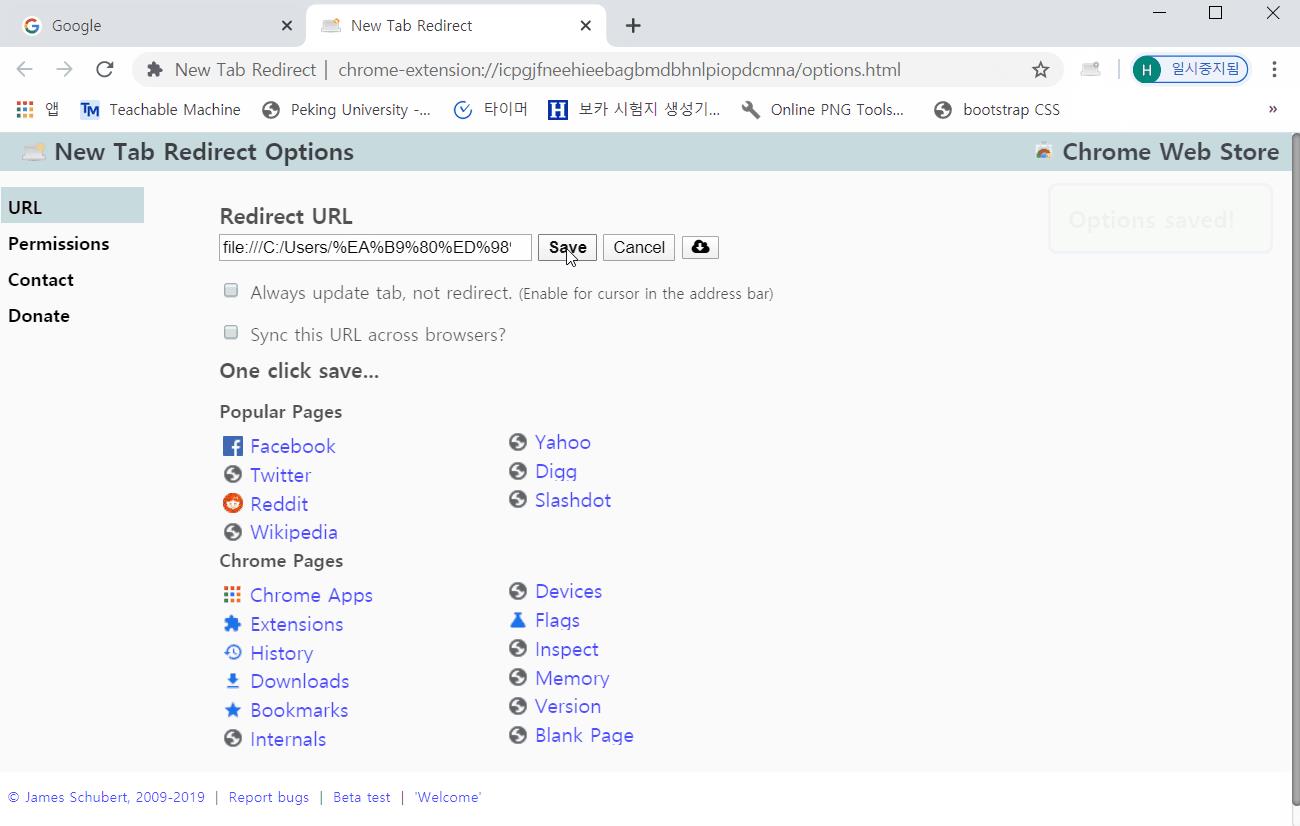 Google
New Tab Redirect
New Tab Redirect | chrome-extension://icpgjfneehieebagbmdbhnlpiopdcmna/options.html
H 일시중지됨
앱 TM Teachable Machine Peking University -... 타이머 H 보카 시험지 생성기... Online PNG Tools... bootstrap CSS »
New Tab Redirect Options
Chrome Web Store
Options saved!
URL
Permissions
Contact
Donate
Redirect URL
file:///C:/Users/%EA%B9%80%ED%98% Save Cancel
Always update tab, not redirect. (Enable for cursor in the address bar)
Sync this URL across browsers?
One click save...
Popular Pages
Facebook
Twitter
Reddit
Wikipedia
Yahoo
Digg
Slashdot
Chrome Pages
Chrome Apps
Extensions
History
Downloads
Bookmarks
Internals
Devices
Flags
Inspect
Memory
Version
Blank Page
© James Schubert, 2009-2019 | Report bugs | Beta test | 'Welcome'